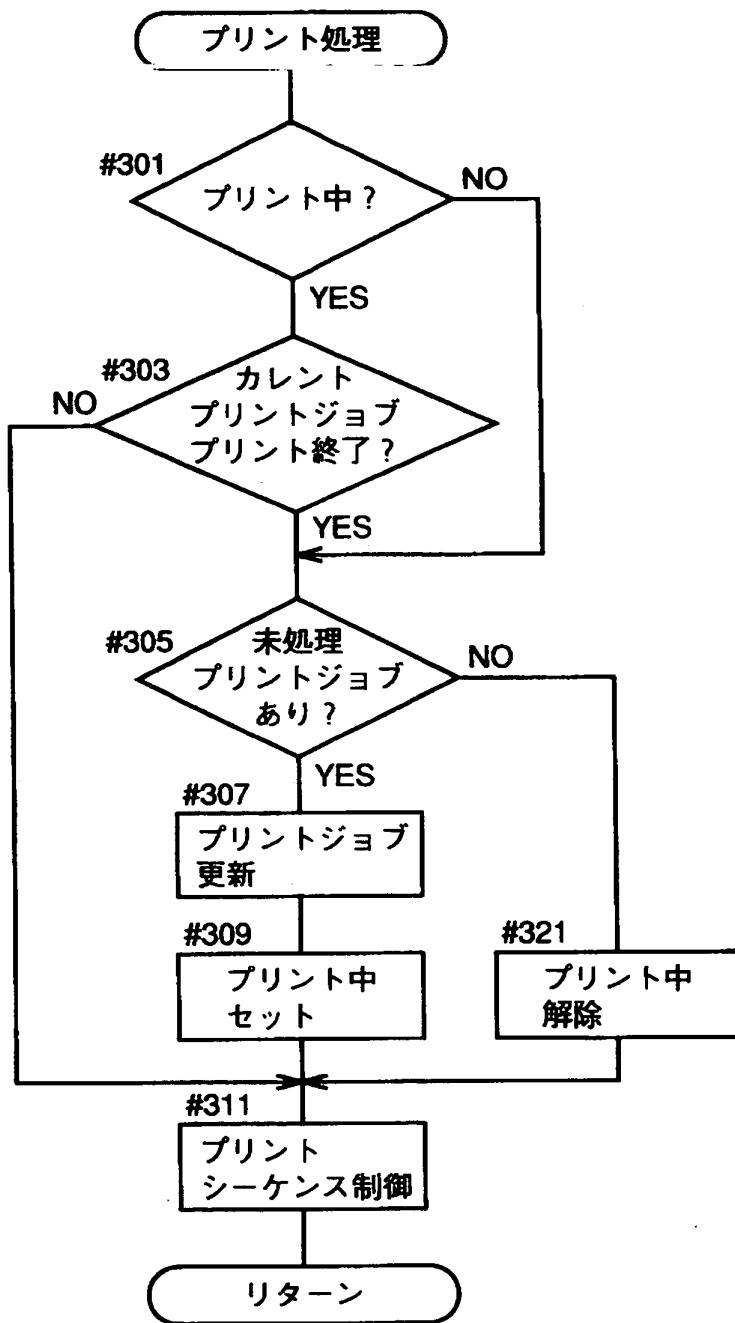 プリント処理
#301
プリント中？
NO
YES
#303
カレント
プリントジョブ
プリント終了？
NO
YES
#305
未処理
プリントジョブ
あり？
NO
YES
#307
プリントジョブ
更新
#309
プリント中
セット
#321
プリント中
解除
#311
プリント
シーケンス制御
リターン